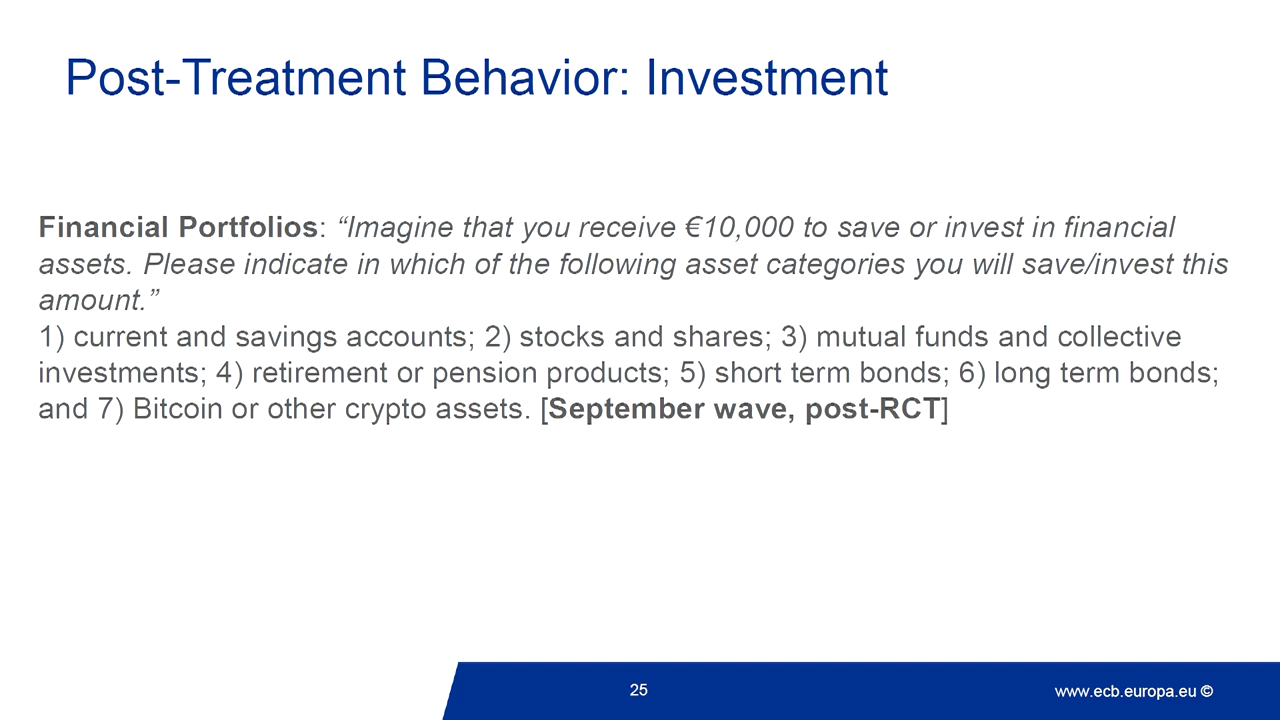 Post-Treatment Behavior: Investment
Financial Portfolios: “Imagine that you receive €10,000 to save or invest in financial
assets. Please indicate in which of the following asset categories you will save/invest this
amount.”
1) current and savings accounts; 2) stocks and shares; 3) mutual funds and collective
investments; 4) retirement or pension products; 5) short term bonds; 6) long term bonds;
and 7) Bitcoin or other crypto assets. [September wave, post-RCT]
25
www.ecb.europa.eu ©